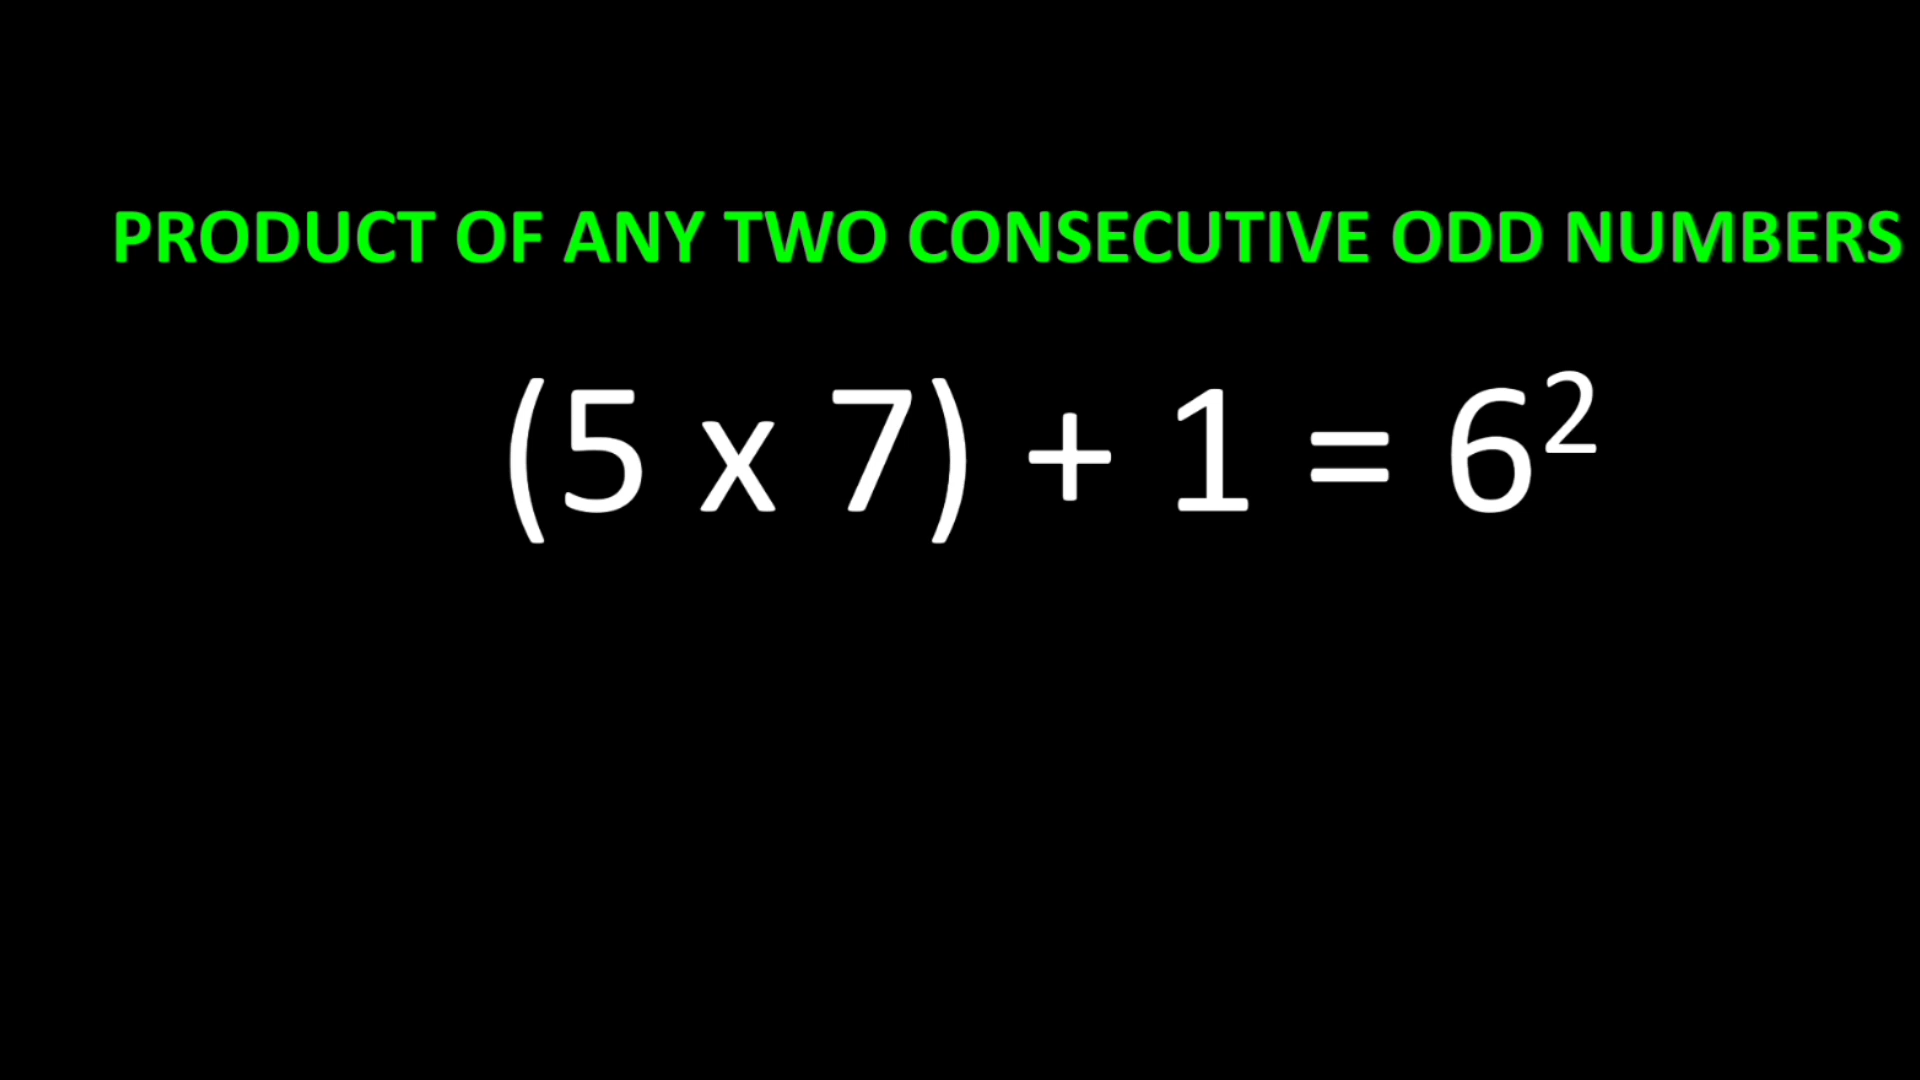 PRODUCT OF ANY TWO CONSECUTIVE ODD NUMBERS
(5 x 7) + 1 = 6²